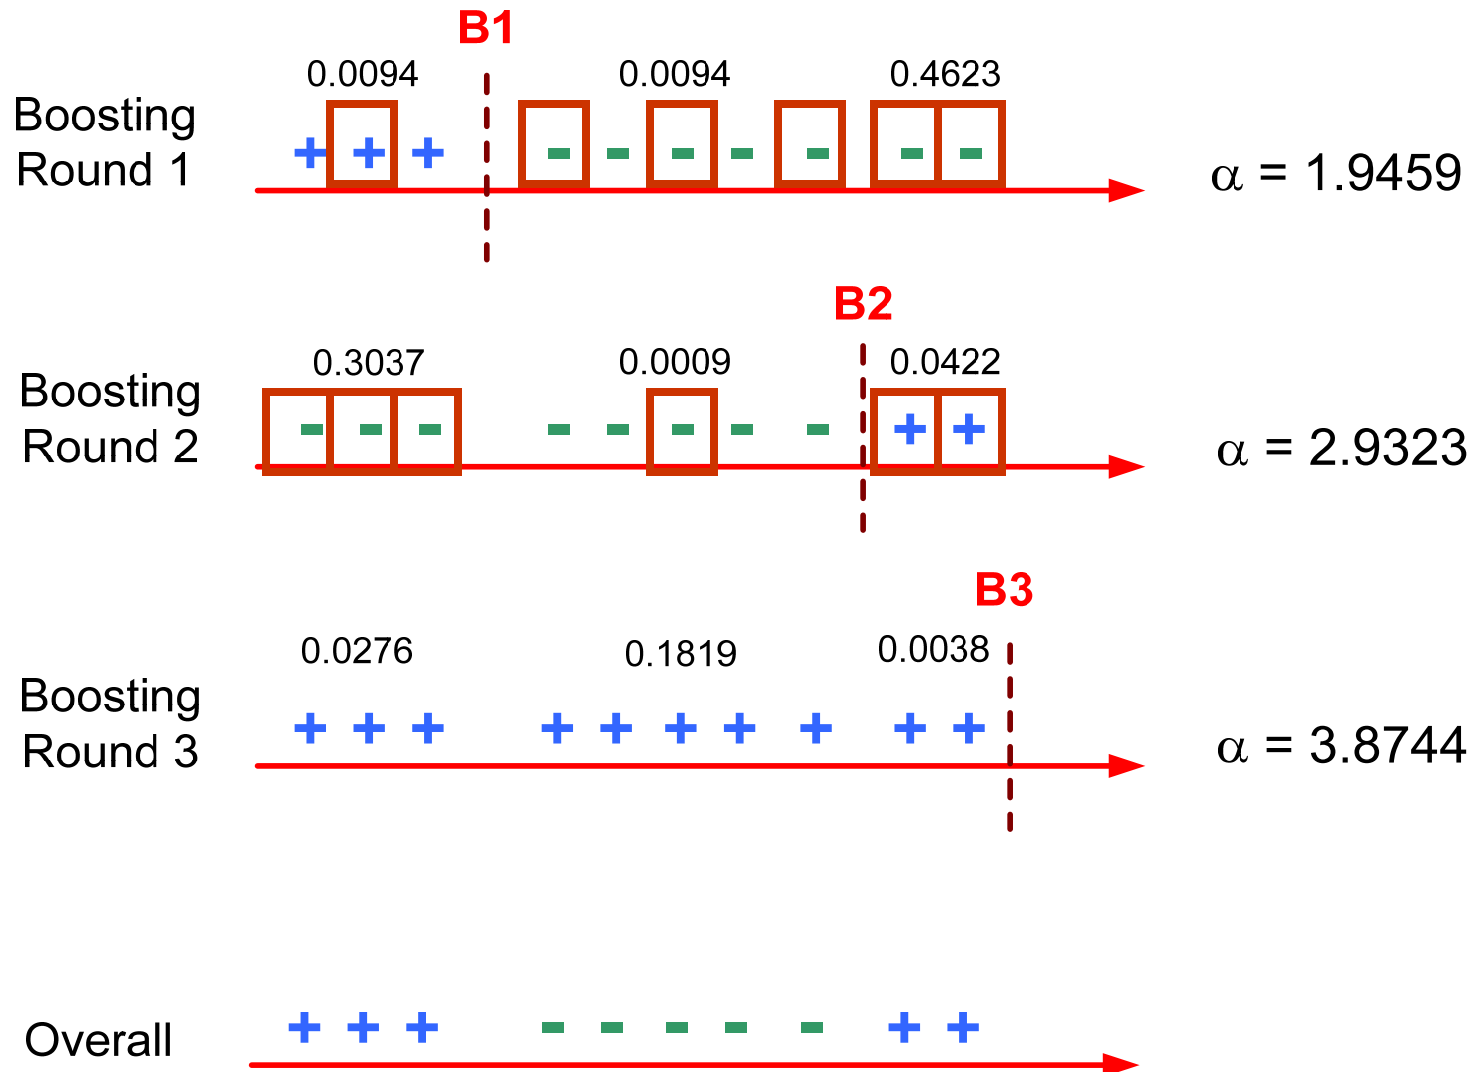 B1
0.0094 0.0094 0.4623
Boosting
Round 1
+ + + - - - - - - -
α = 1.9459
B2
0.3037 0.0009 0.0422
Boosting
Round 2
- - - - - - - - + +
α = 2.9323
B3
0.0276 0.1819 0.0038
Boosting
Round 3
+ + + + + + + + + +
α = 3.8744
Overall
+ + + - - - - - + +